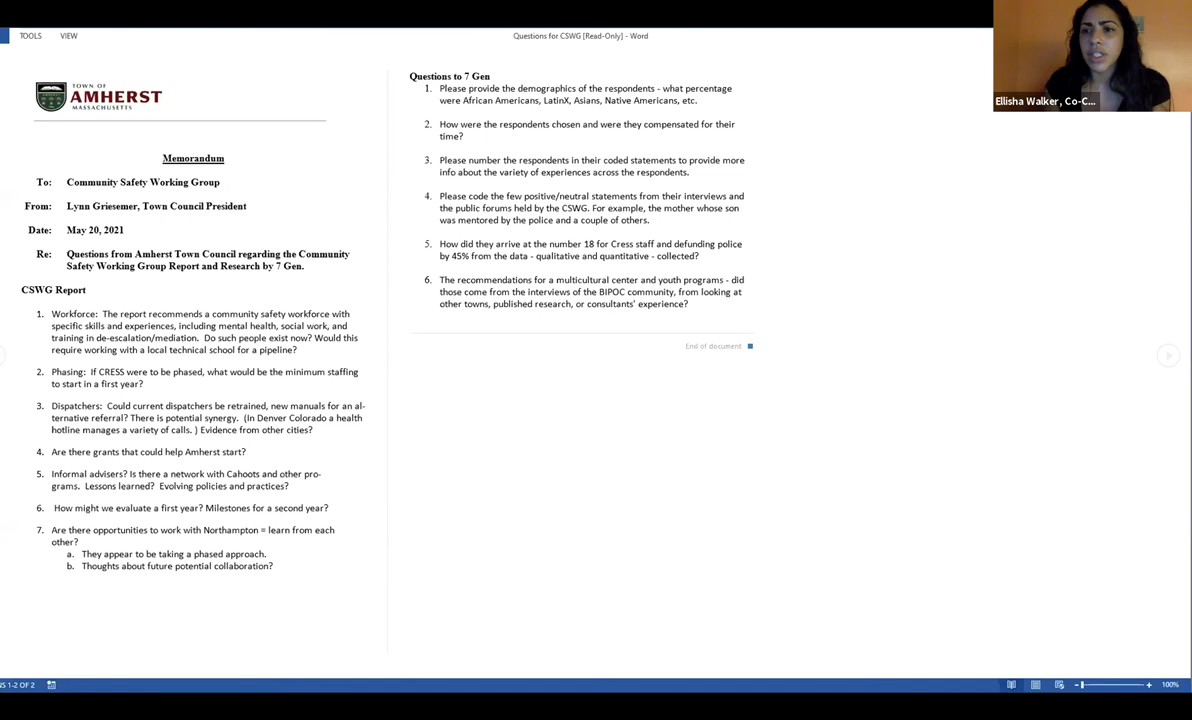 TOOLS
VIEW
Questions for CSWG [Read-Only] - Word
Ellisha Walker, Co-C...
TOWN OF
AMHERST
MASSACHUSETTS
Memorandum
To: Community Safety Working Group
From: Lynn Griesemer, Town Council President
Date: May 20, 2021
Re: Questions from Amherst Town Council regarding the Community
Safety Working Group Report and Research by 7 Gen.
CSWG Report
1. Workforce: The report recommends a community safety workforce with
specific skills and experiences, including mental health, social work, and
training in de-escalation/mediation. Do such people exist now? Would this
require working with a local technical school for a pipeline?
2. Phasing: If CRESS were to be phased, what would be the minimum staffing
to start in a first year?
3. Dispatchers: Could current dispatchers be retrained, new manuals for an al-
ternative referral? There is potential synergy. (In Denver Colorado a health
hotline manages a variety of calls. ) Evidence from other cities?
4. Are there grants that could help Amherst start?
5. Informal advisers? Is there a network with Cahoots and other pro-
grams. Lessons learned? Evolving policies and practices?
6. How might we evaluate a first year? Milestones for a second year?
7. Are there opportunities to work with Northampton = learn from each
other?
a. They appear to be taking a phased approach.
b. Thoughts about future potential collaboration?
Questions to 7 Gen
1. Please provide the demographics of the respondents - what percentage
were African Americans, LatinX, Asians, Native Americans, etc.
2. How were the respondents chosen and were they compensated for their
time?
3. Please number the respondents in their coded statements to provide more
info about the variety of experiences across the respondents.
4. Please code the few positive/neutral statements from their interviews and
the public forums held by the CSWG. For example, the mother whose son
was mentored by the police and a couple of others.
5. How did they arrive at the number 18 for Cress staff and defunding police
by 45% from the data - qualitative and quantitative - collected?
6. The recommendations for a multicultural center and youth programs - did
those come from the interviews of the BIPOC community, from looking at
other towns, published research, or consultants' experience?
End of document
NS 1-2 OF 2
100%